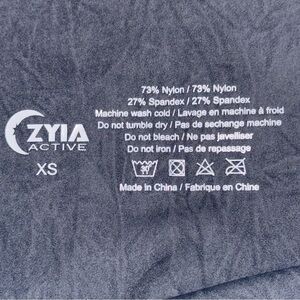 73% Nylon / 73% Nylon
27% Spandex / 27% Spandex
Machine wash cold / Lavage en machine à froid
Do not tumble dry / Pas de sechange machine
Do not bleach / Ne pas javelliser
Do not iron / Pas de repassage
Made in China / Fabrique en Chine
ZYIA
ACTIVE
XS